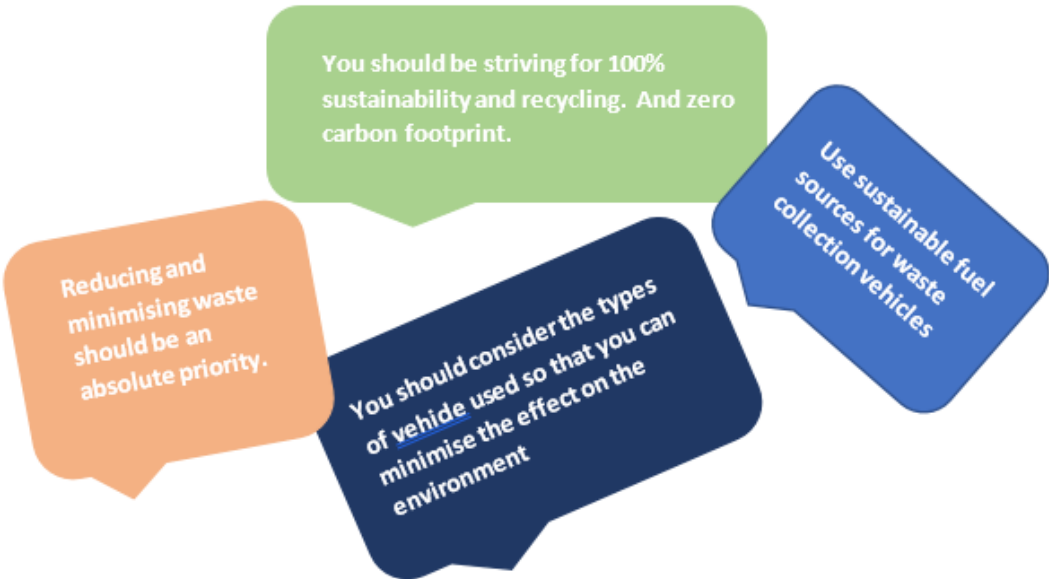 You should be striving for 100%
sustainability and recycling.  And zero
carbon footprint.
Use sustainable fuel
sources for waste
collection vehicles
Reducing and
minimising waste
should be an
absolute priority.
You should consider the types
of vehicle used so that you can
minimise the effect on the
environment